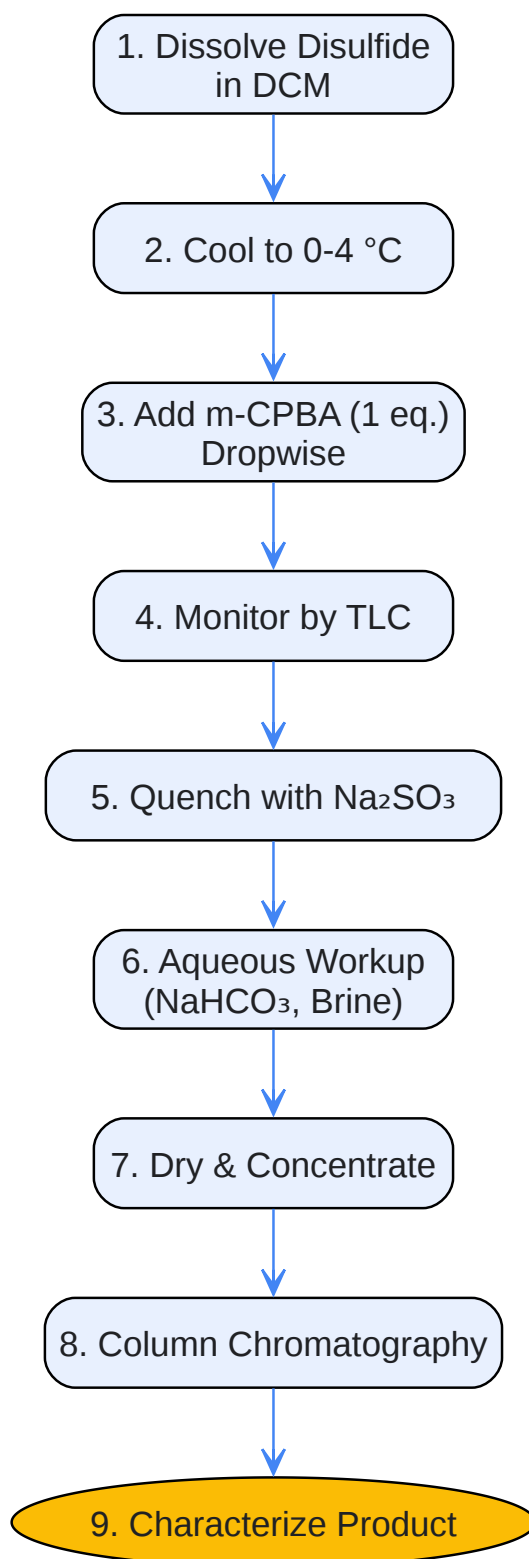 1. Dissolve Disulfide
in DCM
2. Cool to 0-4 °C
3. Add m-CPBA (1 eq.)
Dropwise
4. Monitor by TLC
5. Quench with Na₂SO₃
6. Aqueous Workup
(NaHCO₃, Brine)
7. Dry & Concentrate
8. Column Chromatography
9. Characterize Product